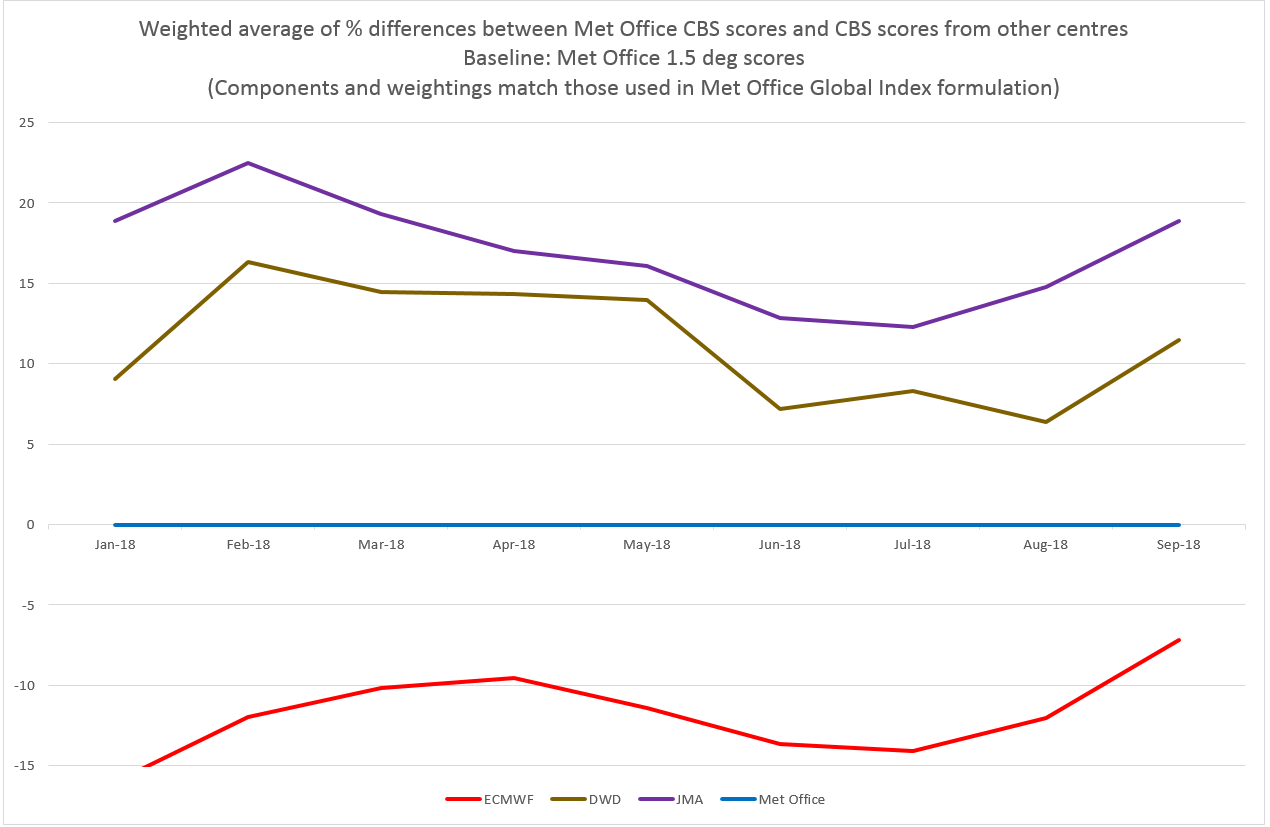 Weighted average of % differences between Met Office CBS scores and CBS scores from other centres
Baseline: Met Office 1.5 deg scores
(Components and weightings match those used in Met Office Global Index formulation)
25
20
15
10
5
0
Jan-18 Feb-18 Mar-18 Apr-18 May-18 Jun-18 Jul-18 Aug-18 Sep-18
-5
-10
-15
ECMWF DWD JMA Met Office